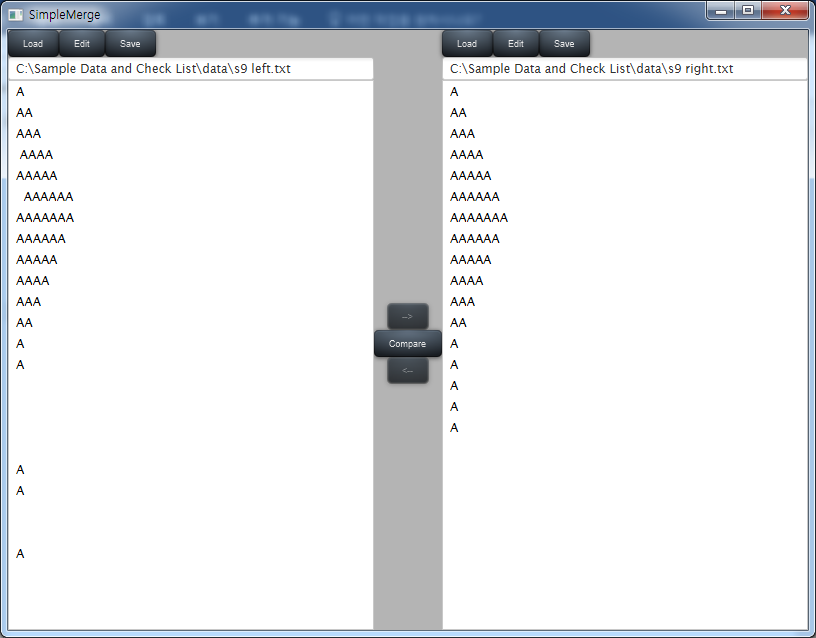 SimpleMerge
Load Edit Save
C:\Sample Data and Check List\data\s9 left.txt
A
AA
AAA
 AAAA
AAAAA
  AAAAAA
AAAAAAA
AAAAAA
AAAAA
AAAA
AAA
AA
A
A
A
A
A
-->
Compare
<--
Load Edit Save
C:\Sample Data and Check List\data\s9 right.txt
A
AA
AAA
AAAA
AAAAA
AAAAAA
AAAAAAA
AAAAAA
AAAAA
AAAA
AAA
AA
A
A
A
A
A